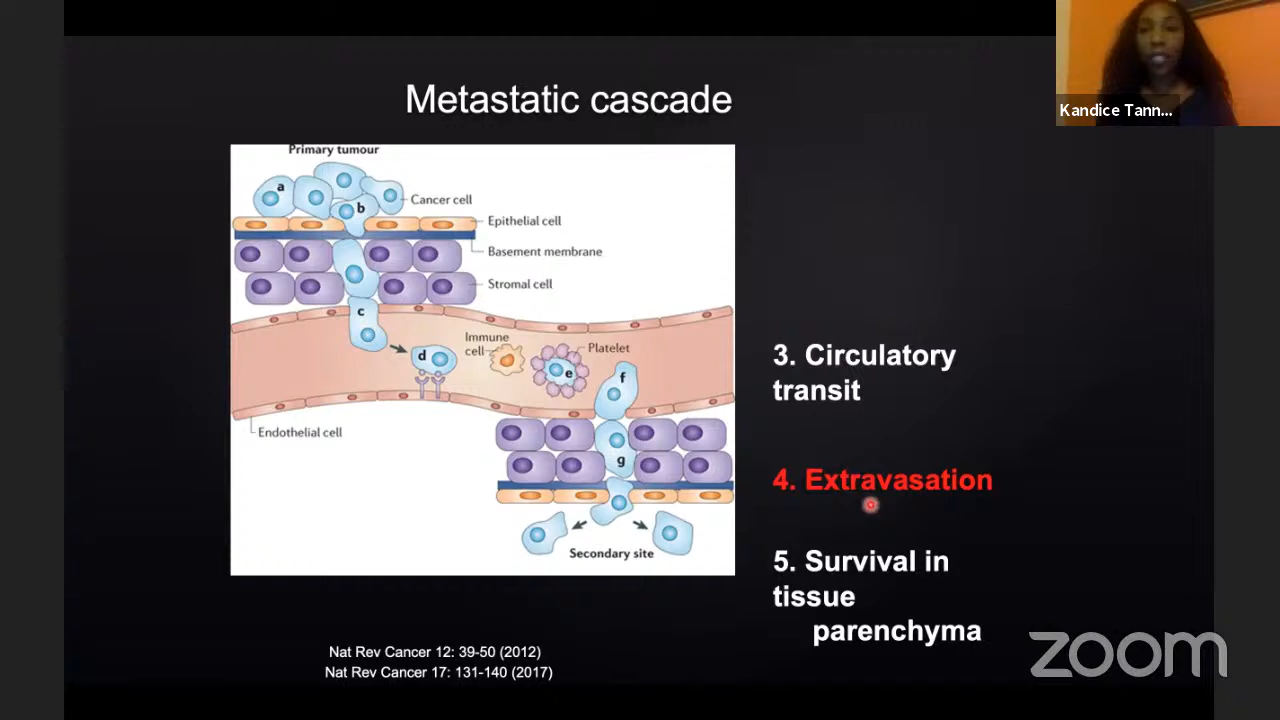 Metastatic cascade
Kandice Tann...
Primary tumour
a
b
Cancer cell
Epithelial cell
Basement membrane
Stromal cell
c
d
Immune
cell
Platelet
e
f
Endothelial cell
g
Secondary site
3. Circulatory
transit
4. Extravasation
5. Survival in
tissue
parenchyma
Nat Rev Cancer 12: 39-50 (2012)
Nat Rev Cancer 17: 131-140 (2017)
zoom